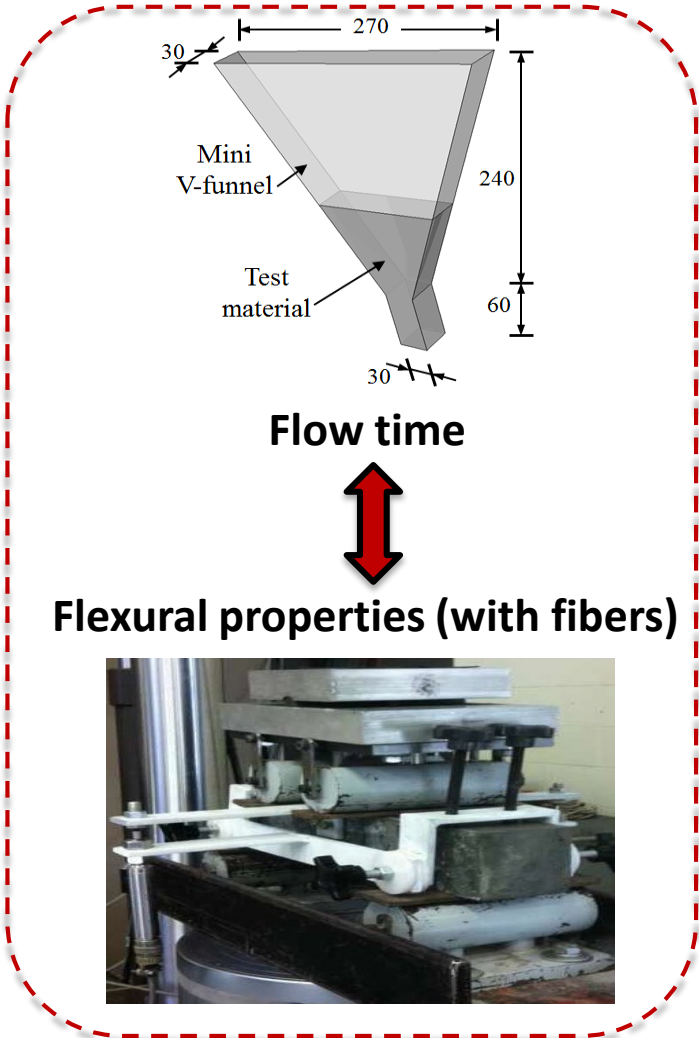 270
30
Mini
V-funnel
240
Test
material
60
30
Flow time
Flexural properties (with fibers)